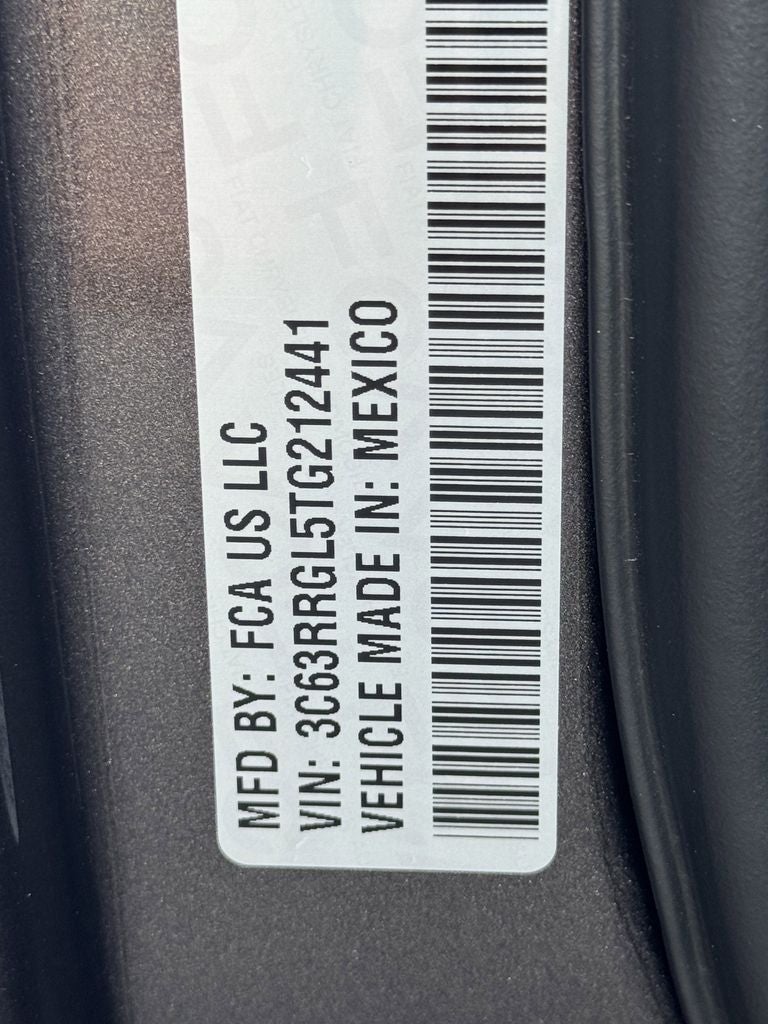 MFD BY: FCA US LLC
VIN: 3C63RRGL5TG212441
VEHICLE MADE IN: MEXICO